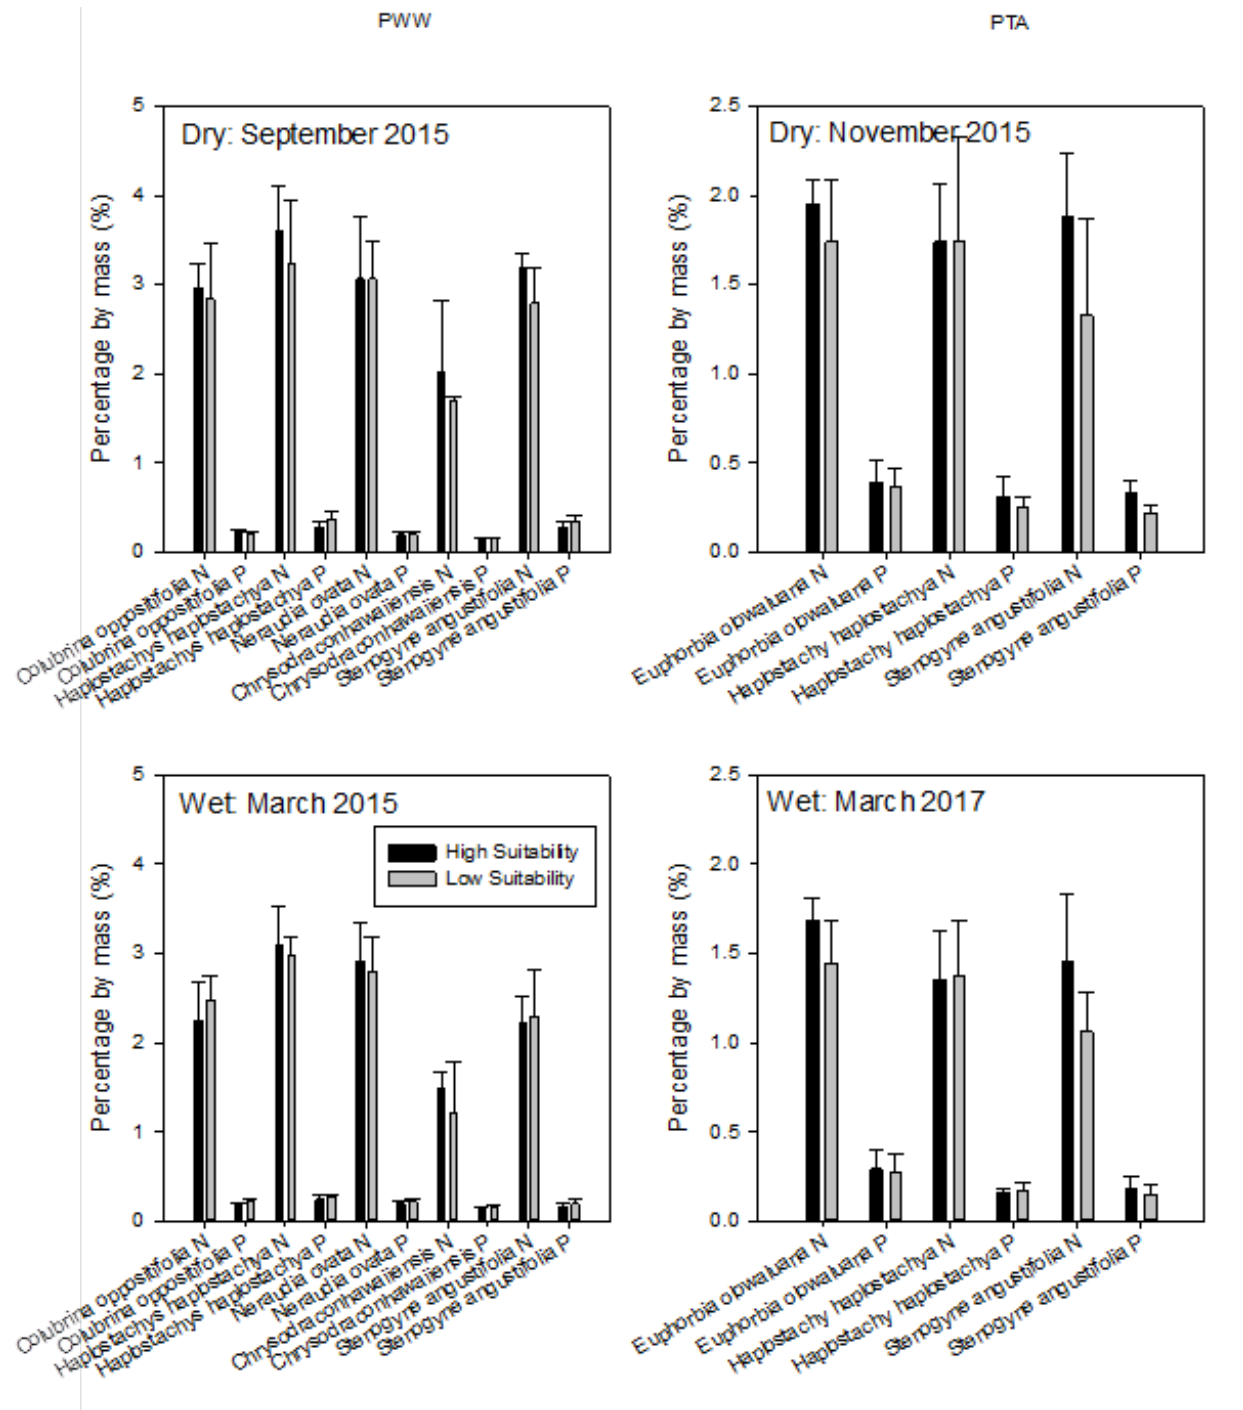 PWW
PTA
Dry: September 2015
Percentage by mass (%)
5
4
3
2
1
0
Colubrina oppositifolia N
Colubrina oppositifolia P
Haplostachys haplostachya N
Haplostachys haplostachya P
Neraudia ovata N
Neraudia ovata P
Chrysodracon hawaiiensis N
Chrysodracon hawaiiensis P
Stenogyne angustifolia N
Stenogyne angustifolia P
Dry: November 2015
Percentage by mass (%)
2.5
2.0
1.5
1.0
0.5
0.0
Euphorbia olowaluana N
Euphorbia olowaluana P
Haplostachy haplostachya N
Haplostachy haplostachya P
Stenogyne angustifolia N
Stenogyne angustifolia P
Wet: March 2015
High Suitability
Low Suitability
Percentage by mass (%)
5
4
3
2
1
0
Colubrina oppositifolia N
Colubrina oppositifolia P
Haplostachys haplostachya N
Haplostachys haplostachya P
Neraudia ovata N
Neraudia ovata P
Chrysodracon hawaiiensis N
Chrysodracon hawaiiensis P
Stenogyne angustifolia N
Stenogyne angustifolia P
Wet: March 2017
Percentage by mass (%)
2.5
2.0
1.5
1.0
0.5
0.0
Euphorbia olowaluana N
Euphorbia olowaluana P
Haplostachy haplostachya N
Haplostachy haplostachya P
Stenogyne angustifolia N
Stenogyne angustifolia P